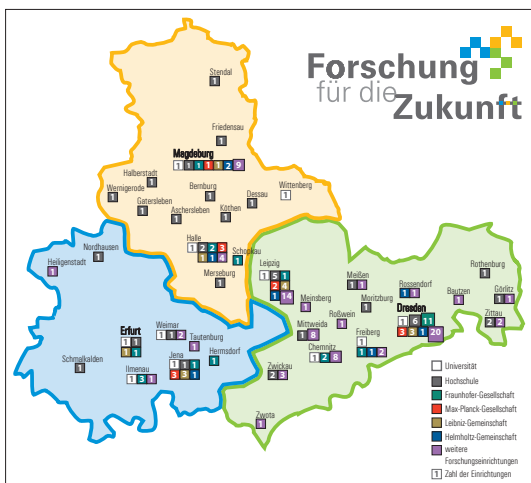 Forschung
für die
Zukunft
Stendal
1
Friedensau
1
Magdeburg
1 1 1 1 1 2 9
Halberstadt
1
Wernigerode
1
Gatersleben
1
Aschersleben
1
Bernburg
1
Köthen
1
Dessau
1
Wittenberg
1
Halle
1 2 2 3
1 1 4
Schopkau
1
Merseburg
1
Nordhausen
1
Heiligenstadt
1
Erfurt
1 1
1 1
Weimar
1 1 2
Tautenburg
1
Jena
1 1 1
3 3 1
Hermsdorf
1
Ilmenau
1 3 1
Schmalkalden
1
Leipzig
1 5 1
2 4
1 14
Meinsberg
1
Meißen
1 1
Moritzburg
1
Rossendorf
1 1
Rothenburg
1
Bautzen
1
Görlitz
1 1
Zittau
2 2
Dresden
1 6 11
3 3 1 20
Roßwein
1
Mittweida
1 8
Freiberg
1
1 1 2
Chemnitz
1 2 8
Zwickau
2 3
Zwota
1
Universität
Hochschule
Fraunhofer-Gesellschaft
Max-Planck-Gesellschaft
Leibniz-Gemeinschaft
Helmholtz-Gemeinschaft
weitere
Forschungseinrichtungen
1 Zahl der Einrichtungen